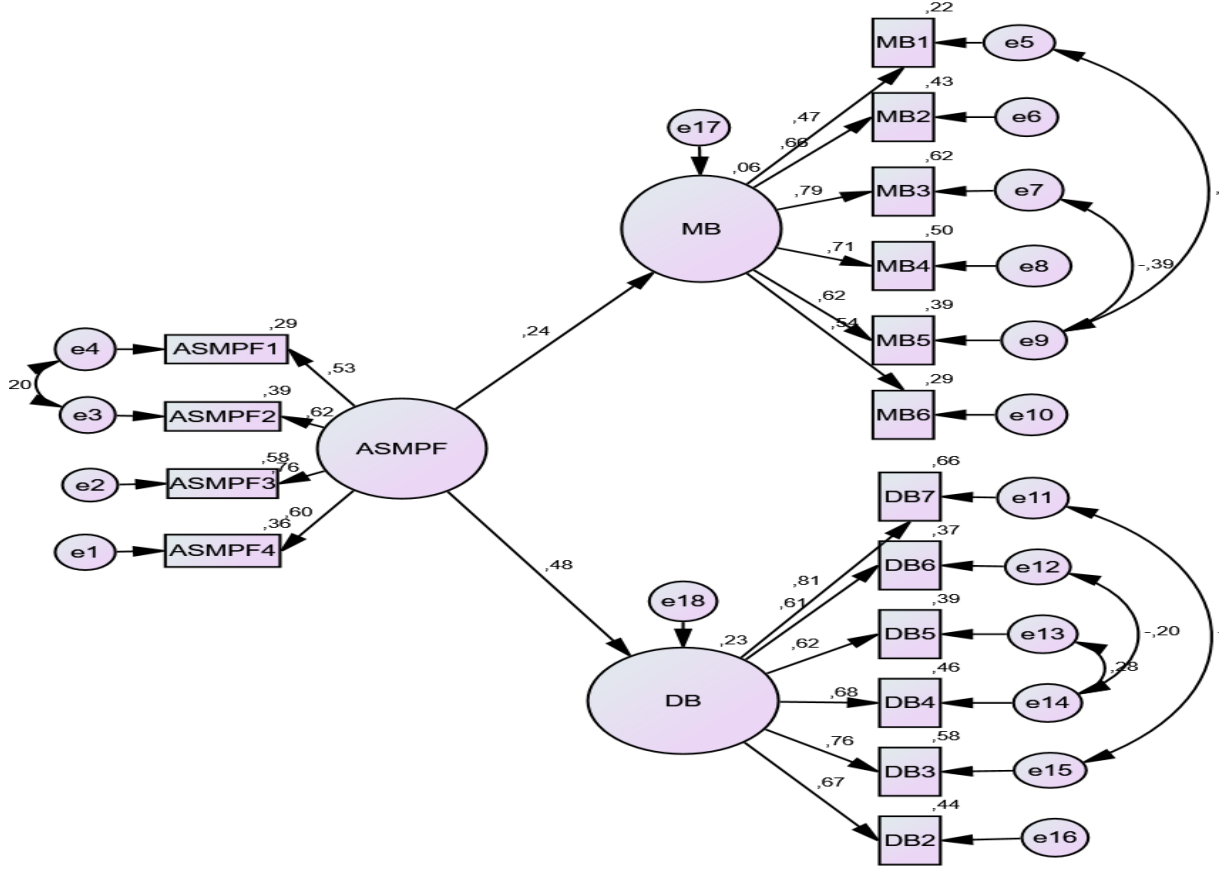 ,22
MB1
e5
,43
,47
MB2
e6
e17
,66
,06
,62
,79
MB3
e7
MB
,50
,71
MB4
e8
-,39
,62
,39
,24
,54
MB5
e9
,29
e4
ASMPF1
,53
,29
20
MB6
e10
,39
e3
ASMPF2
,62
ASMPF
,58
,76
,66
e2
ASMPF3
DB7
e11
,60
,36
,37
e1
ASMPF4
,48
DB6
e12
,81
e18
,61
,39
,23
,62
DB5
e13
-,20
,28
,46
DB
,68
DB4
e14
,58
,76
DB3
e15
,67
,44
DB2
e16